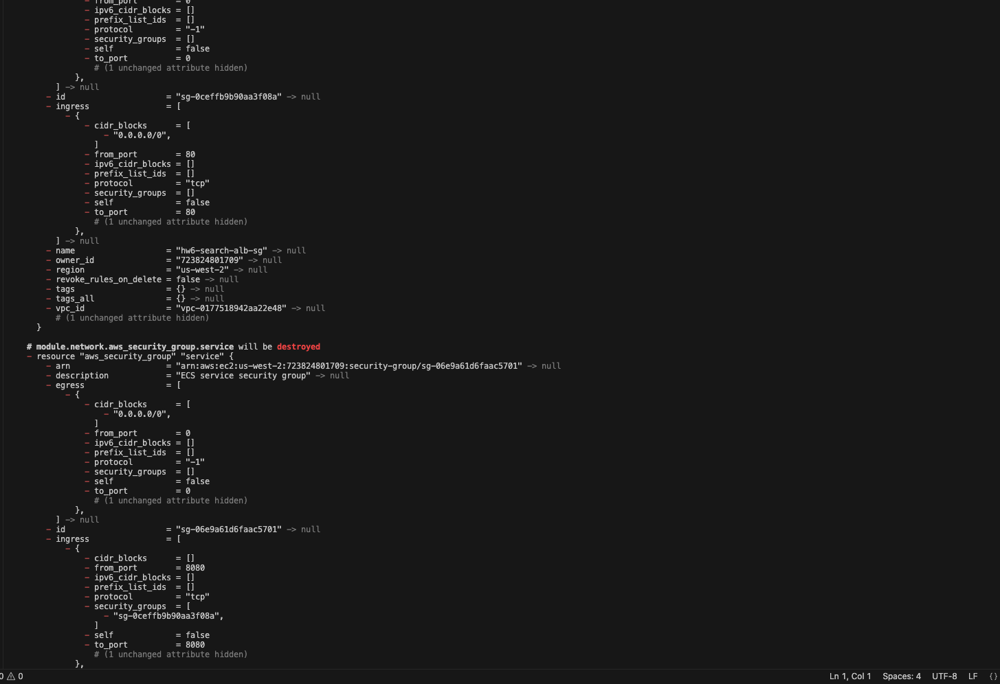 - from_port        = 0
- ipv6_cidr_blocks = []
- prefix_list_ids  = []
- protocol         = "-1"
- security_groups  = []
- self             = false
- to_port          = 0
# (1 unchanged attribute hidden)
},
] -> null
- id                     = "sg-0ceffb9b90aa3f08a" -> null
- ingress                = [
- {
- cidr_blocks      = [
- "0.0.0.0/0",
]
- from_port        = 80
- ipv6_cidr_blocks = []
- prefix_list_ids  = []
- protocol         = "tcp"
- security_groups  = []
- self             = false
- to_port          = 80
# (1 unchanged attribute hidden)
},
] -> null
- name                   = "hw6-search-alb-sg" -> null
- owner_id               = "723824801709" -> null
- region                 = "us-west-2" -> null
- revoke_rules_on_delete = false -> null
- tags                   = {} -> null
- tags_all               = {} -> null
- vpc_id                 = "vpc-0177518942aa22e48" -> null
# (1 unchanged attribute hidden)
}
# module.network.aws_security_group.service will be destroyed
- resource "aws_security_group" "service" {
- arn                    = "arn:aws:ec2:us-west-2:723824801709:security-group/sg-06e9a61d6faac5701" -> null
- description            = "ECS service security group" -> null
- egress                 = [
- {
- cidr_blocks      = [
- "0.0.0.0/0",
]
- from_port        = 0
- ipv6_cidr_blocks = []
- prefix_list_ids  = []
- protocol         = "-1"
- security_groups  = []
- self             = false
- to_port          = 0
# (1 unchanged attribute hidden)
},
] -> null
- id                     = "sg-06e9a61d6faac5701" -> null
- ingress                = [
- {
- cidr_blocks      = []
- from_port        = 8080
- ipv6_cidr_blocks = []
- prefix_list_ids  = []
- protocol         = "tcp"
- security_groups  = [
- "sg-0ceffb9b90aa3f08a",
]
- self             = false
- to_port          = 8080
# (1 unchanged attribute hidden)
},
0 ⚠ 0 Ln 1, Col 1 Spaces: 4 UTF-8 LF {}